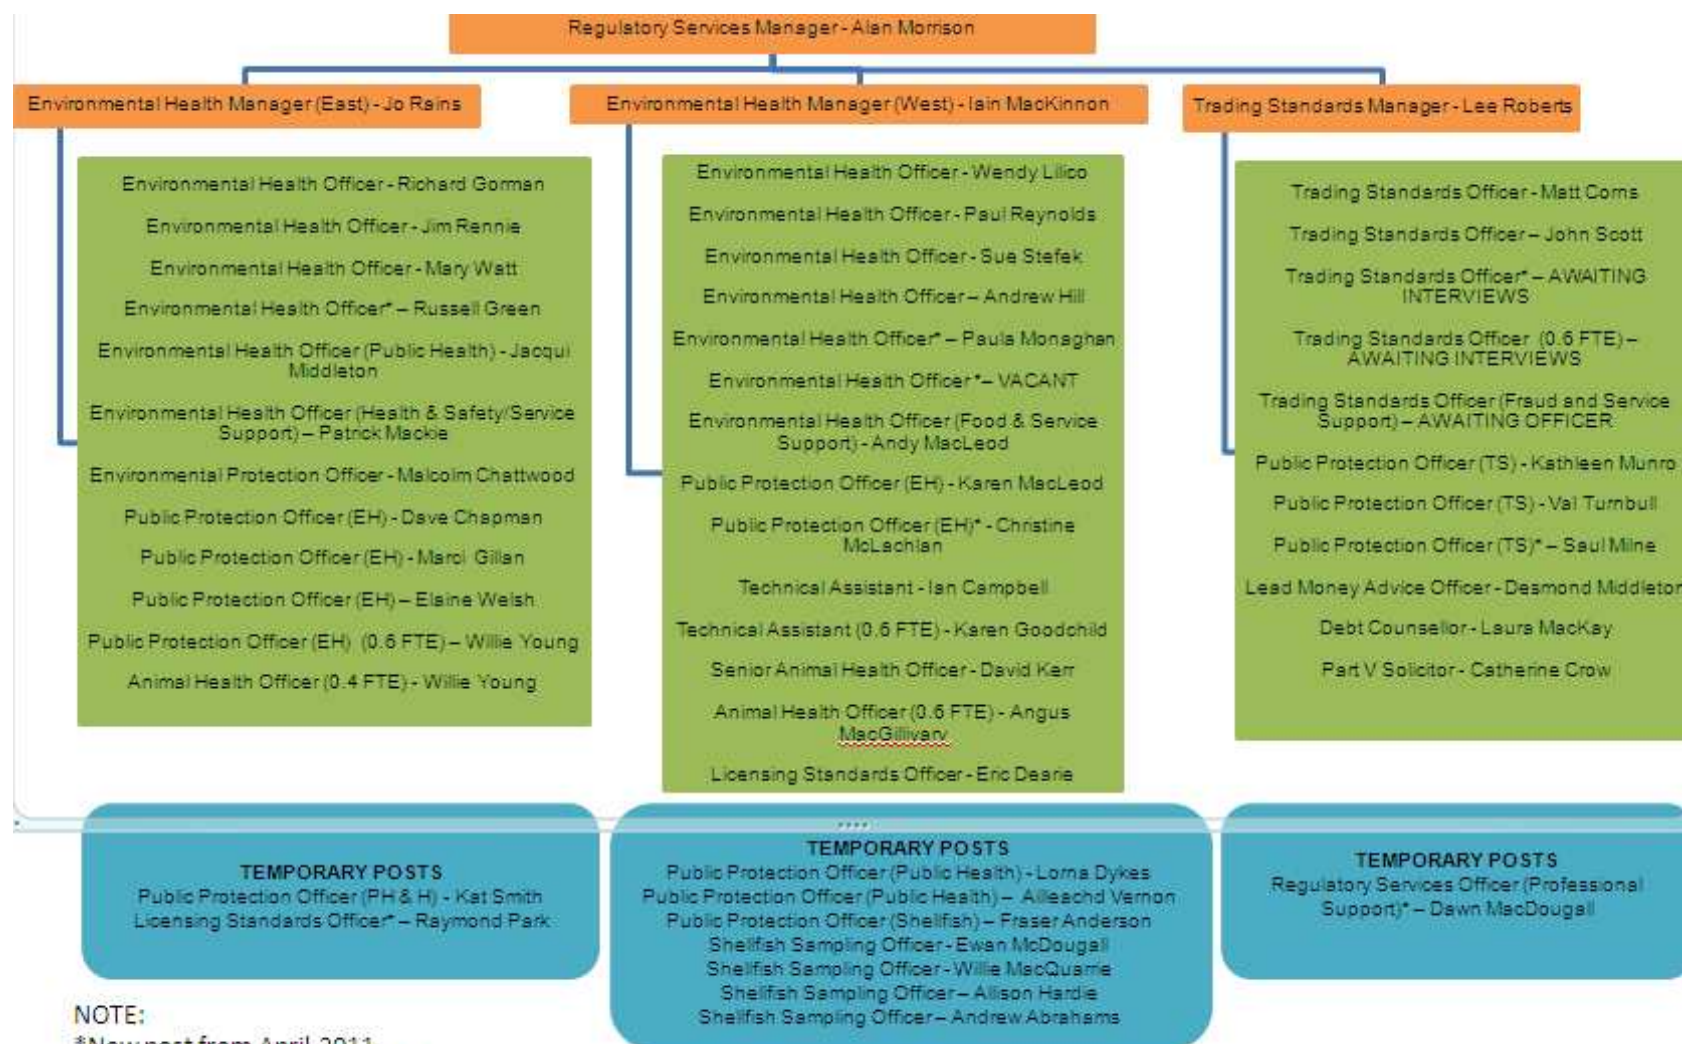 Regulatory Services Manager - Alan Morrison
Environmental Health Manager (East) - Jo Rains
Environmental Health Manager (West) - Iain MacKinnon
Trading Standards Manager - Lee Roberts
Environmental Health Officer - Richard Gorman
Environmental Health Officer - Jim Rennie
Environmental Health Officer - Mary Watt
Environmental Health Officer* – Russell Green
Environmental Health Officer (Public Health) - Jacqui
Middleton
Environmental Health Officer (Health & Safety/Service
Support) – Patrick Mackie
Environmental Protection Officer - Malcolm Chattwood
Public Protection Officer (EH) - Dave Chapman
Public Protection Officer (EH) - Marci Gillan
Public Protection Officer (EH) – Elaine Welsh
Public Protection Officer (EH) (0.6 FTE) – Willie Young
Animal Health Officer (0.4 FTE) - Willie Young
Environmental Health Officer - Wendy Lilico
Environmental Health Officer - Paul Reynolds
Environmental Health Officer - Sue Stefek
Environmental Health Officer – Andrew Hill
Environmental Health Officer* – Paula Monaghan
Environmental Health Officer *– VACANT
Environmental Health Officer (Food & Service
Support) - Andy MacLeod
Public Protection Officer (EH) - Karen MacLeod
Public Protection Officer (EH)* - Christine
McLachlan
Technical Assistant - Ian Campbell
Technical Assistant (0.6 FTE) - Karen Goodchild
Senior Animal Health Officer - David Kerr
Animal Health Officer (0.6 FTE) - Angus
MacGillivary
Licensing Standards Officer - Eric Dearie
Trading Standards Officer - Matt Corns
Trading Standards Officer – John Scott
Trading Standards Officer* – AWAITING
INTERVIEWS
Trading Standards Officer (0.6 FTE) –
AWAITING INTERVIEWS
Trading Standards Officer (Fraud and Service
Support) – AWAITING OFFICER
Public Protection Officer (TS) - Kathleen Munro
Public Protection Officer (TS) - Val Turnbull
Public Protection Officer (TS)* – Saul Milne
Lead Money Advice Officer - Desmond Middleton
Debt Counsellor - Laura MacKay
Part V Solicitor - Catherine Crow
TEMPORARY POSTS
Public Protection Officer (PH & H) - Kat Smith
Licensing Standards Officer* – Raymond Park
TEMPORARY POSTS
Public Protection Officer (Public Health) - Lorna Dykes
Public Protection Officer (Public Health) – Ailleachd Vernon
Public Protection Officer (Shellfish) – Fraser Anderson
Shellfish Sampling Officer - Ewan McDougall
Shellfish Sampling Officer - Willie MacQuarrie
Shellfish Sampling Officer – Allison Hardie
Shellfish Sampling Officer – Andrew Abrahams
TEMPORARY POSTS
Regulatory Services Officer (Professional
Support)* – Dawn MacDougall
NOTE:
*New post from April 2011